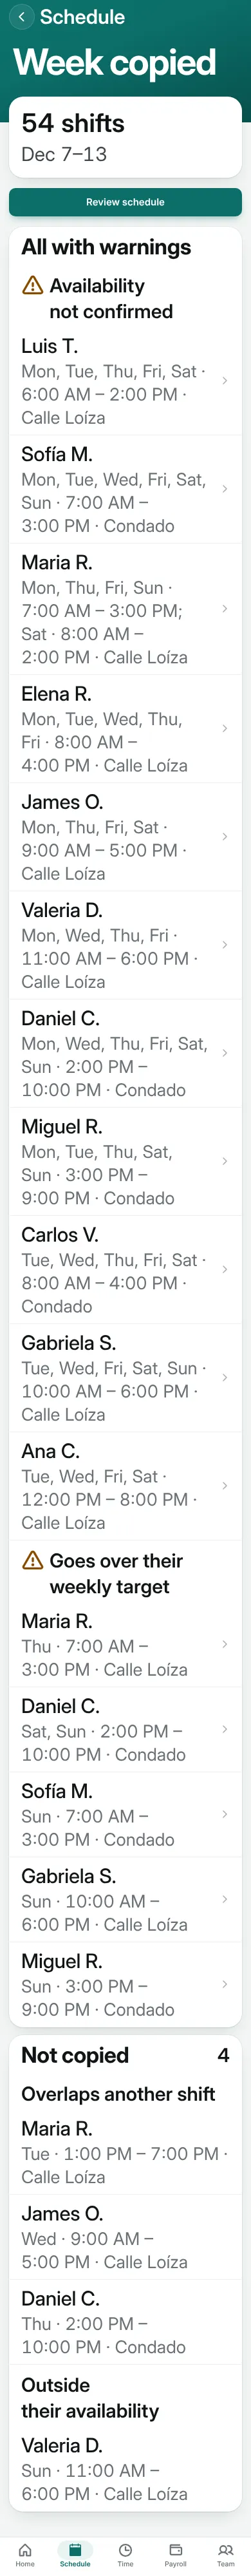 Schedule
Week copied
54 shifts
Dec 7–13
Review schedule
All with warnings
Availability
not confirmed
Luis T.
Mon, Tue, Thu, Fri, Sat ·
6:00 AM – 2:00 PM ·
Calle Loíza
Sofía M.
Mon, Tue, Wed, Fri, Sat,
Sun · 7:00 AM –
3:00 PM · Condado
Maria R.
Mon, Thu, Fri, Sun ·
7:00 AM – 3:00 PM;
Sat · 8:00 AM –
2:00 PM · Calle Loíza
Elena R.
Mon, Tue, Wed, Thu,
Fri · 8:00 AM –
4:00 PM · Calle Loíza
James O.
Mon, Thu, Fri, Sat ·
9:00 AM – 5:00 PM ·
Calle Loíza
Valeria D.
Mon, Wed, Thu, Fri ·
11:00 AM – 6:00 PM ·
Calle Loíza
Daniel C.
Mon, Wed, Thu, Fri, Sat,
Sun · 2:00 PM –
10:00 PM · Condado
Miguel R.
Mon, Tue, Thu, Sat,
Sun · 3:00 PM –
9:00 PM · Condado
Carlos V.
Tue, Wed, Thu, Fri, Sat ·
8:00 AM – 4:00 PM ·
Condado
Gabriela S.
Tue, Wed, Fri, Sat, Sun ·
10:00 AM – 6:00 PM ·
Calle Loíza
Ana C.
Tue, Wed, Fri, Sat ·
12:00 PM – 8:00 PM ·
Calle Loíza
Goes over their
weekly target
Maria R.
Thu · 7:00 AM –
3:00 PM · Calle Loíza
Daniel C.
Sat, Sun · 2:00 PM –
10:00 PM · Condado
Sofía M.
Sun · 7:00 AM –
3:00 PM · Condado
Gabriela S.
Sun · 10:00 AM –
6:00 PM · Calle Loíza
Miguel R.
Sun · 3:00 PM –
9:00 PM · Condado
Not copied 4
Overlaps another shift
Maria R.
Tue · 1:00 PM – 7:00 PM ·
Calle Loíza
James O.
Wed · 9:00 AM –
5:00 PM · Calle Loíza
Daniel C.
Thu · 2:00 PM –
10:00 PM · Condado
Outside
their availability
Valeria D.
Sun · 11:00 AM –
6:00 PM · Calle Loíza
Home Schedule Time Payroll Team